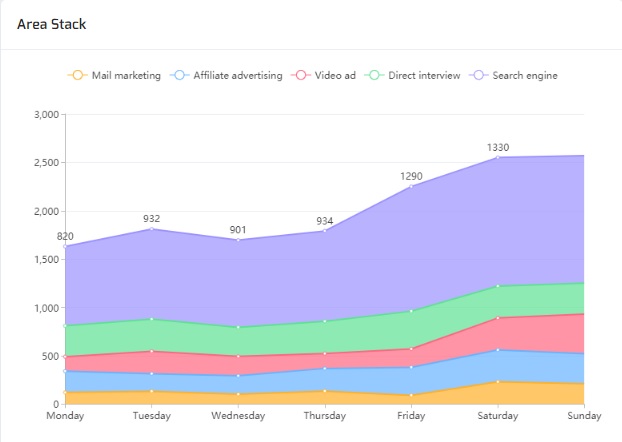 Area Stack
Mail marketing Affiliate advertising Video ad Direct interview Search engine
3,000
2,500
2,000
1,500
1,000
500
0
820 932 901 934 1290 1330
Monday Tuesday Wednesday Thursday Friday Saturday Sunday